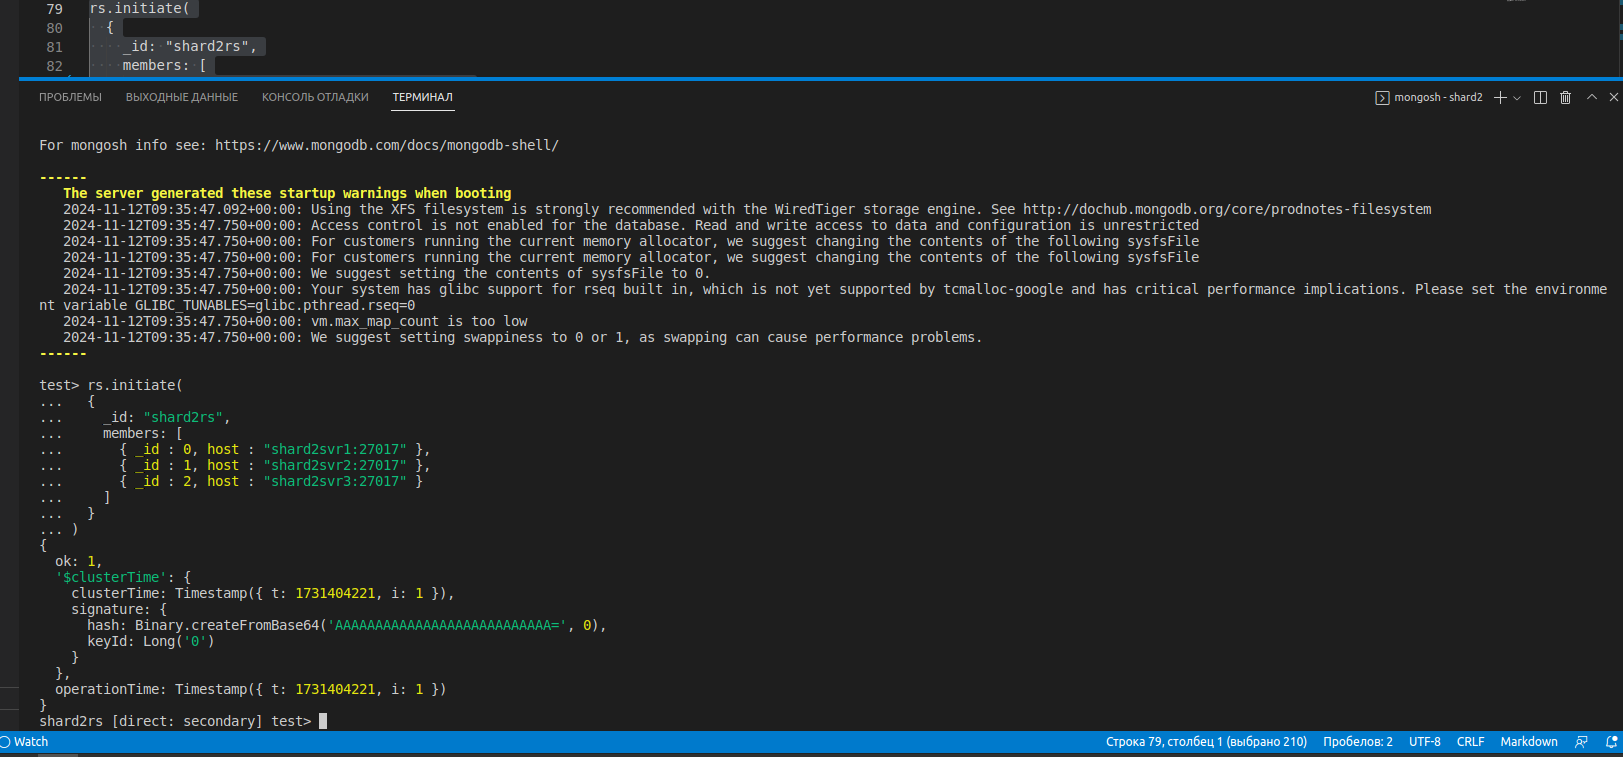 79 rs.initiate(
80 {
81 _id: "shard2rs",
82 members: [
ПРОБЛЕМЫ ВЫХОДНЫЕ ДАННЫЕ КОНСОЛЬ ОТЛАДКИ ТЕРМИНАЛ mongosh - shard2
For mongosh info see: https://www.mongodb.com/docs/mongodb-shell/
------
The server generated these startup warnings when booting
2024-11-12T09:35:47.092+00:00: Using the XFS filesystem is strongly recommended with the WiredTiger storage engine. See http://dochub.mongodb.org/core/prodnotes-filesystem
2024-11-12T09:35:47.750+00:00: Access control is not enabled for the database. Read and write access to data and configuration is unrestricted
2024-11-12T09:35:47.750+00:00: For customers running the current memory allocator, we suggest changing the contents of the following sysfsFile
2024-11-12T09:35:47.750+00:00: For customers running the current memory allocator, we suggest changing the contents of the following sysfsFile
2024-11-12T09:35:47.750+00:00: We suggest setting the contents of sysfsFile to 0.
2024-11-12T09:35:47.750+00:00: Your system has glibc support for rseq built in, which is not yet supported by tcmalloc-google and has critical performance implications. Please set the environme
nt variable GLIBC_TUNABLES=glibc.pthread.rseq=0
2024-11-12T09:35:47.750+00:00: vm.max_map_count is too low
2024-11-12T09:35:47.750+00:00: We suggest setting swappiness to 0 or 1, as swapping can cause performance problems.
------
test> rs.initiate(
... {
... _id: "shard2rs",
... members: [
... { _id : 0, host : "shard2svr1:27017" },
... { _id : 1, host : "shard2svr2:27017" },
... { _id : 2, host : "shard2svr3:27017" }
... ]
... }
... )
{
ok: 1,
'$clusterTime': {
clusterTime: Timestamp({ t: 1731404221, i: 1 }),
signature: {
hash: Binary.createFromBase64('AAAAAAAAAAAAAAAAAAAAAAAAAAA=', 0),
keyId: Long('0')
}
},
operationTime: Timestamp({ t: 1731404221, i: 1 })
}
shard2rs [direct: secondary] test>
Watch Строка 79, столбец 1 (выбрано 210) Пробелов: 2 UTF-8 CRLF Markdown